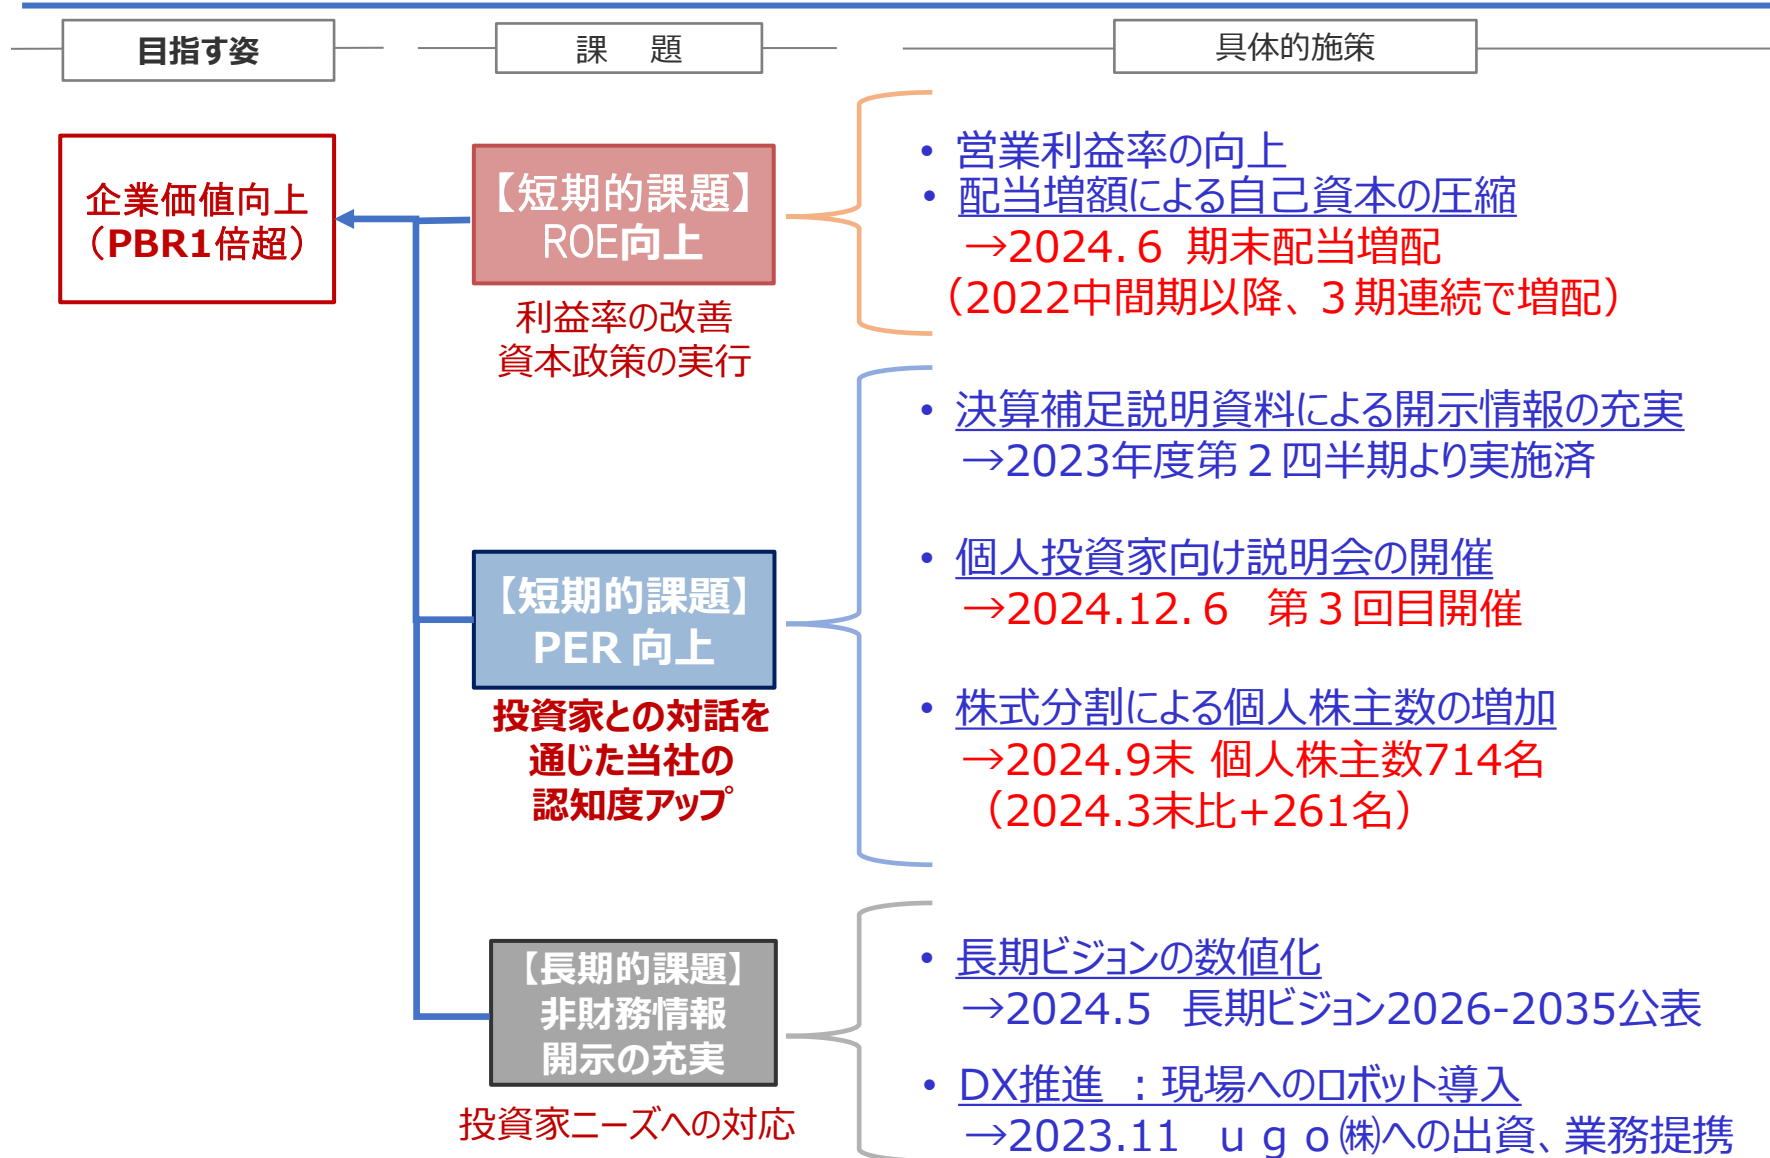 目指す姿
課 題
具体的施策
企業価値向上
（PBR1倍超）
【短期的課題】
ROE向上
利益率の改善
資本政策の実行
• 営業利益率の向上
• 配当増額による自己資本の圧縮
→2024.６ 期末配当増配
（2022中間期以降、３期連続で増配）
【短期的課題】
PER 向上
投資家との対話を
通じた当社の
認知度アップ
• 決算補足説明資料による開示情報の充実
→2023年度第２四半期より実施済
• 個人投資家向け説明会の開催
→2024.12.６ 第３回目開催
• 株式分割による個人株主数の増加
→2024.9末 個人株主数714名
（2024.3末比+261名）
【長期的課題】
非財務情報
開示の充実
投資家ニーズへの対応
• 長期ビジョンの数値化
→2024.5 長期ビジョン2026-2035公表
• DX推進 ：現場へのロボット導入
→2023.11 ｕｇｏ㈱への出資、業務提携